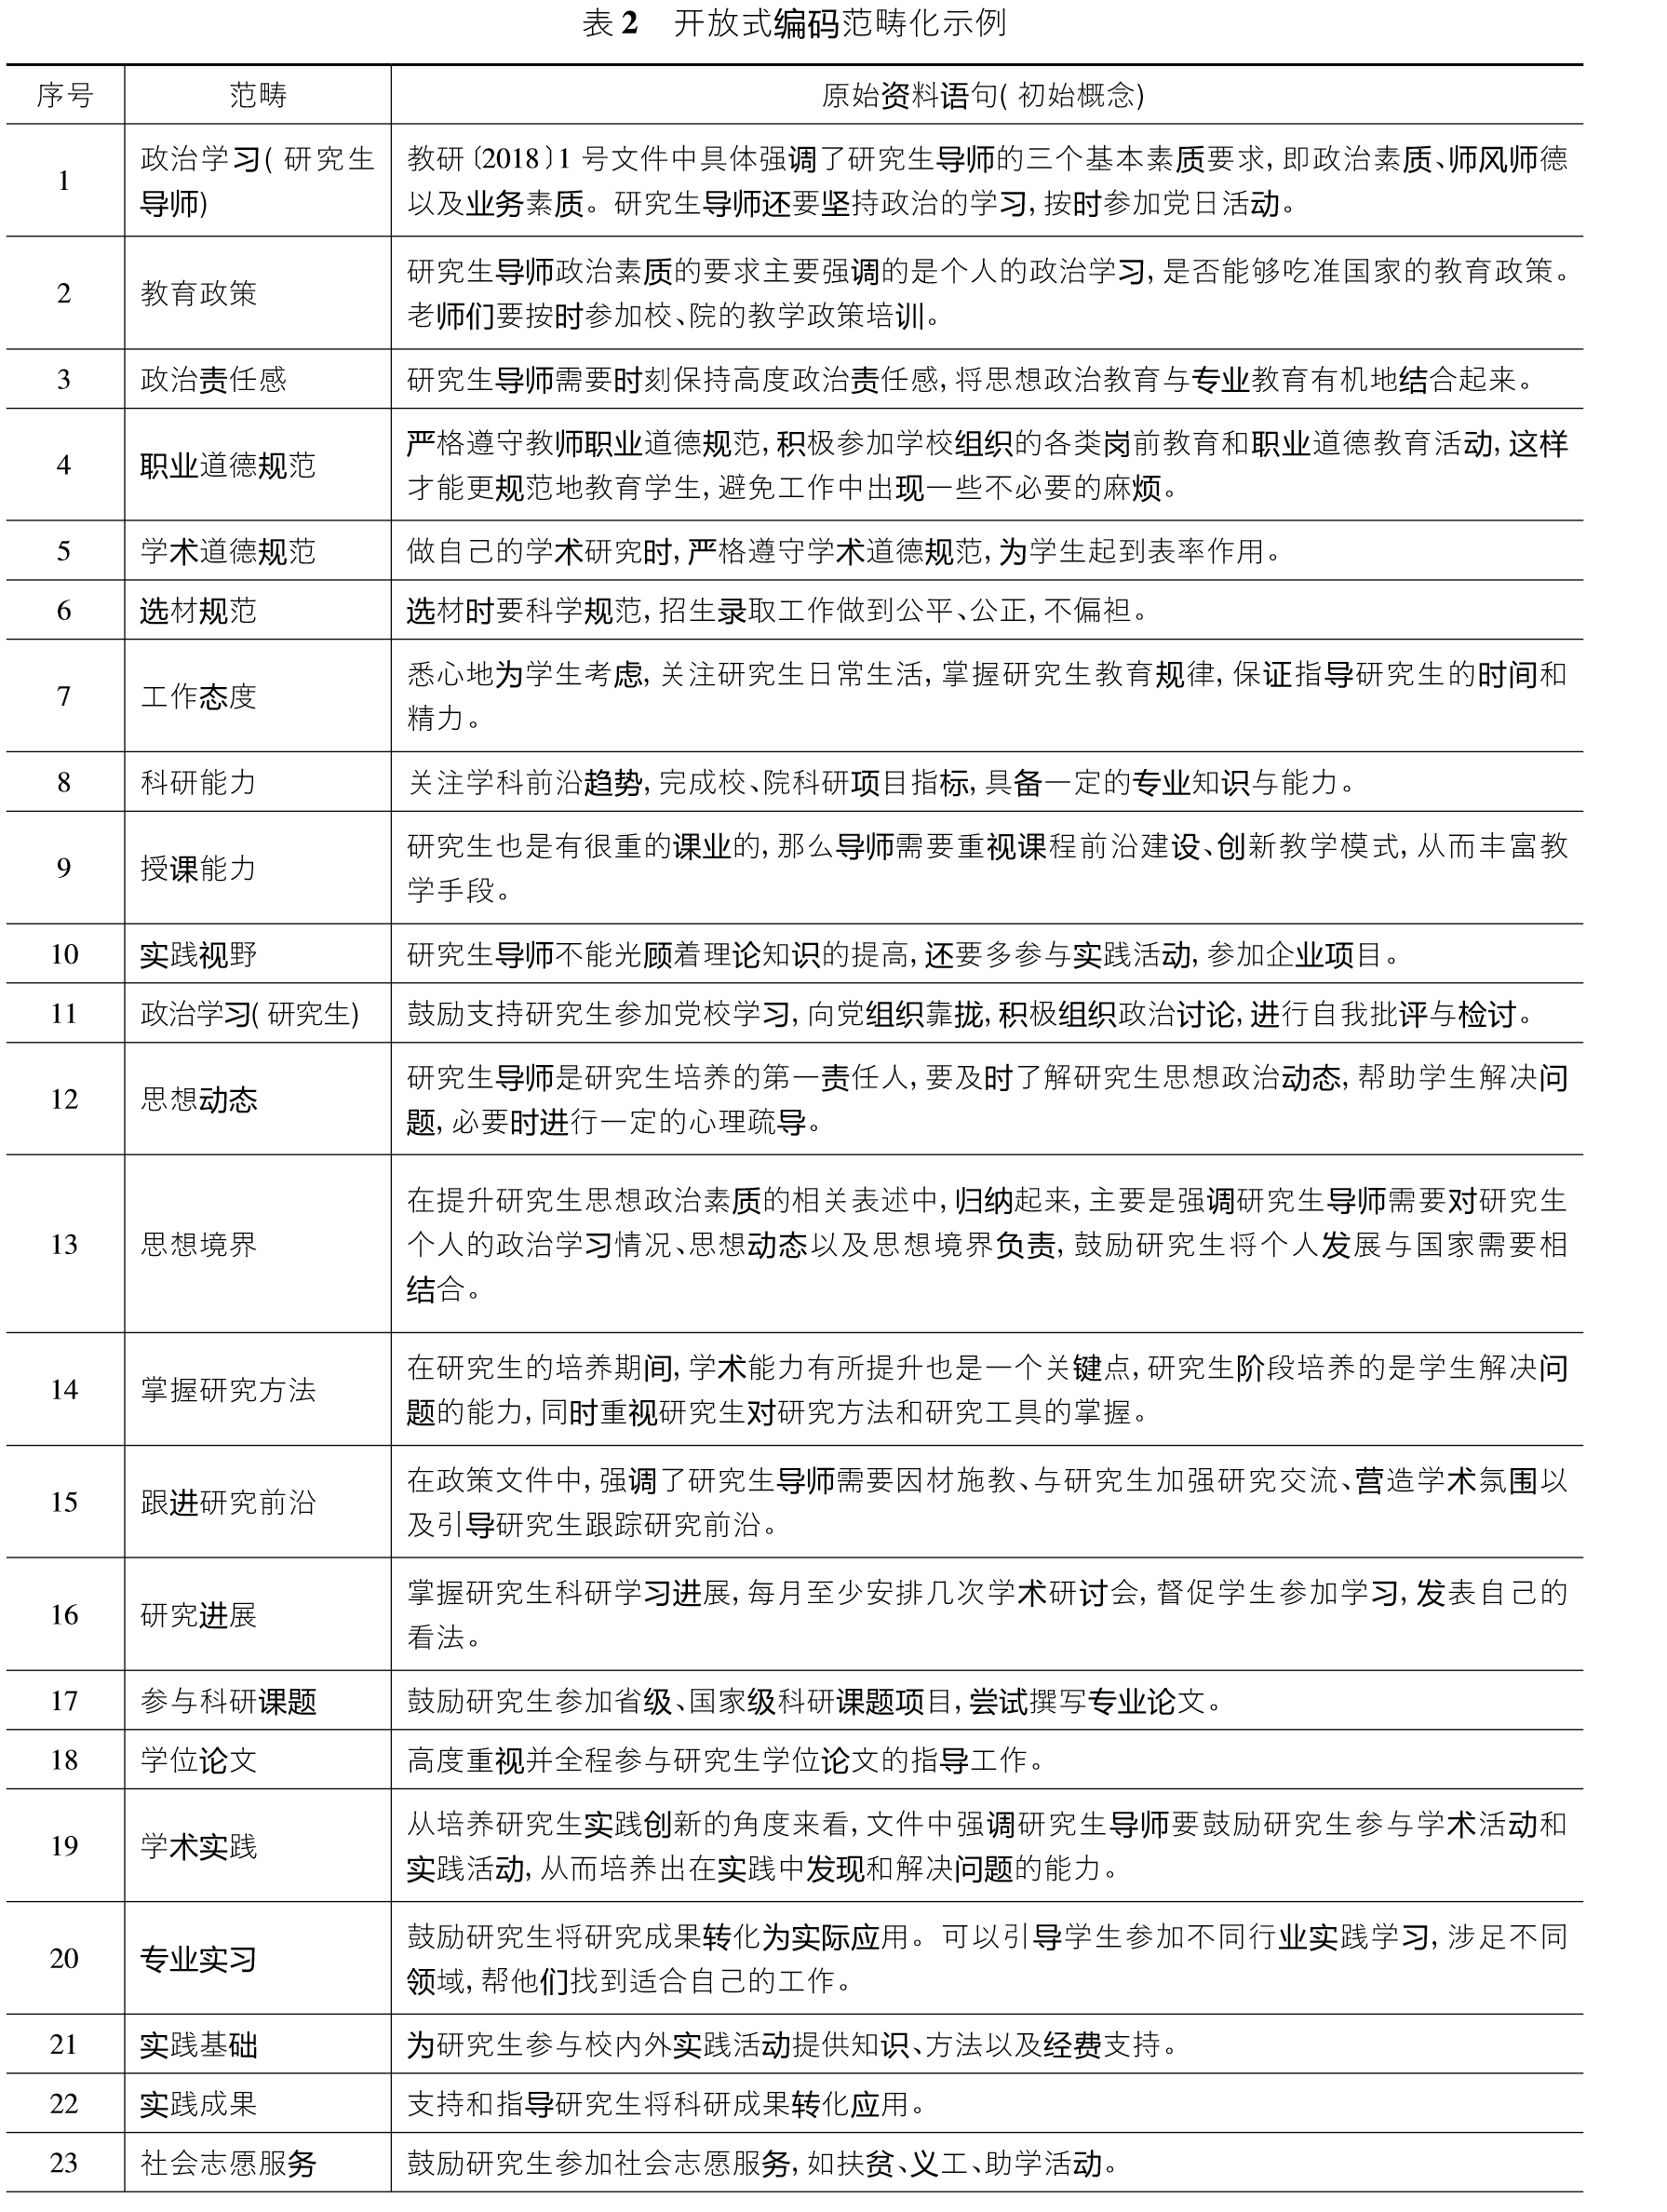 表2 开放式编码范畴化示例
序号 范畴 原始资料语句(初始概念)
1 政治学习(研究生
导师)
教研〔2018〕1 号文件中具体强调了研究生导师的三个基本素质要求,即政治素质、师风师德
以及业务素质。研究生导师还要坚持政治的学习,按时参加党日活动。
2 教育政策
研究生导师政治素质的要求主要强调的是个人的政治学习,是否能够吃准国家的教育政策。
老师们要按时参加校、院的教学政策培训。
3 政治责任感 研究生导师需要时刻保持高度政治责任感,将思想政治教育与专业教育有机地结合起来。
4 职业道德规范
严格遵守教师职业道德规范,积极参加学校组织的各类岗前教育和职业道德教育活动,这样
才能更规范地教育学生,避免工作中出现一些不必要的麻烦。
5 学术道德规范 做自己的学术研究时,严格遵守学术道德规范,为学生起到表率作用。
6 选材规范 选材时要科学规范,招生录取工作做到公平、公正,不偏袒。
7 工作态度
悉心地为学生考虑,关注研究生日常生活,掌握研究生教育规律,保证指导研究生的时间和
精力。
8 科研能力 关注学科前沿趋势,完成校、院科研项目指标,具备一定的专业知识与能力。
9 授课能力
研究生也是有很重的课业的,那么导师需要重视课程前沿建设、创新教学模式,从而丰富教
学手段。
10 实践视野 研究生导师不能光顾着理论知识的提高,还要多参与实践活动,参加企业项目。
11 政治学习(研究生) 鼓励支持研究生参加党校学习,向党组织靠拢,积极组织政治讨论,进行自我批评与检讨。
12 思想动态
研究生导师是研究生培养的第一责任人,要及时了解研究生思想政治动态,帮助学生解决问
题,必要时进行一定的心理疏导。
13 思想境界
在提升研究生思想政治素质的相关表述中,归纳起来,主要是强调研究生导师需要对研究生
个人的政治学习情况、思想动态以及思想境界负责,鼓励研究生将个人发展与国家需要相
结合。
14 掌握研究方法
在研究生的培养期间,学术能力有所提升也是一个关键点,研究生阶段培养的是学生解决问
题的能力,同时重视研究生对研究方法和研究工具的掌握。
15 跟进研究前沿
在政策文件中,强调了研究生导师需要因材施教、与研究生加强研究交流、营造学术氛围以
及引导研究生跟踪研究前沿。
16 研究进展
掌握研究生科研学习进展,每月至少安排几次学术研讨会,督促学生参加学习,发表自己的
看法。
17 参与科研课题 鼓励研究生参加省级、国家级科研课题项目,尝试撰写专业论文。
18 学位论文 高度重视并全程参与研究生学位论文的指导工作。
19 学术实践
从培养研究生实践创新的角度来看,文件中强调研究生导师要鼓励研究生参与学术活动和
实践活动,从而培养出在实践中发现和解决问题的能力。
20 专业实习
鼓励研究生将研究成果转化为实际应用。可以引导学生参加不同行业实践学习,涉足不同
领域,帮他们找到适合自己的工作。
21 实践基础 为研究生参与校内外实践活动提供知识、方法以及经费支持。
22 实践成果 支持和指导研究生将科研成果转化应用。
23 社会志愿服务 鼓励研究生参加社会志愿服务,如扶贫、义工、助学活动。